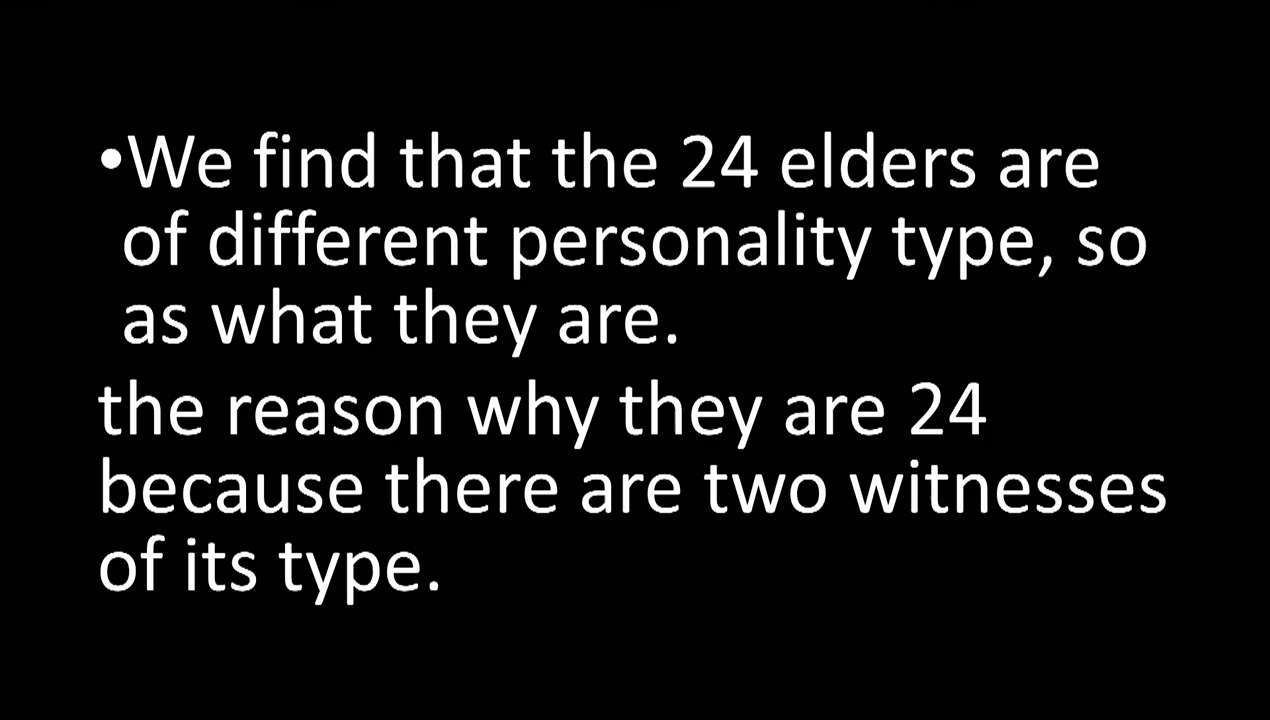 •We find that the 24 elders are
of different personality type, so
as what they are.
the reason why they are 24
because there are two witnesses
of its type.